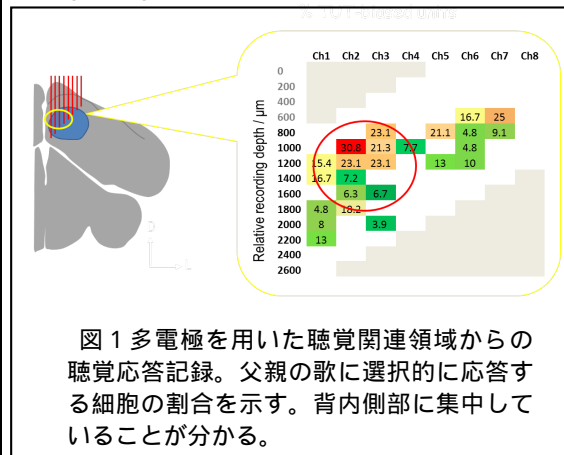 Ch1 Ch2 Ch3 Ch4 Ch5 Ch6 Ch7 Ch8
Relative recording depth / μm
0
200
400
600 16.7 25
800 23.1 21.1 4.8 9.1
1000 30.8 21.3 7.7 4.8
1200 15.4 23.1 23.1 13 10
1400 16.7 7.2
1600 6.3 6.7
1800 4.8 18.2
2000 8 3.9
2200 13
2400
2600
図1多電極を用いた聴覚関連領域からの
聴覚応答記録。父親の歌に選択的に応答す
る細胞の割合を示す。背内側部に集中して
いることが分かる。